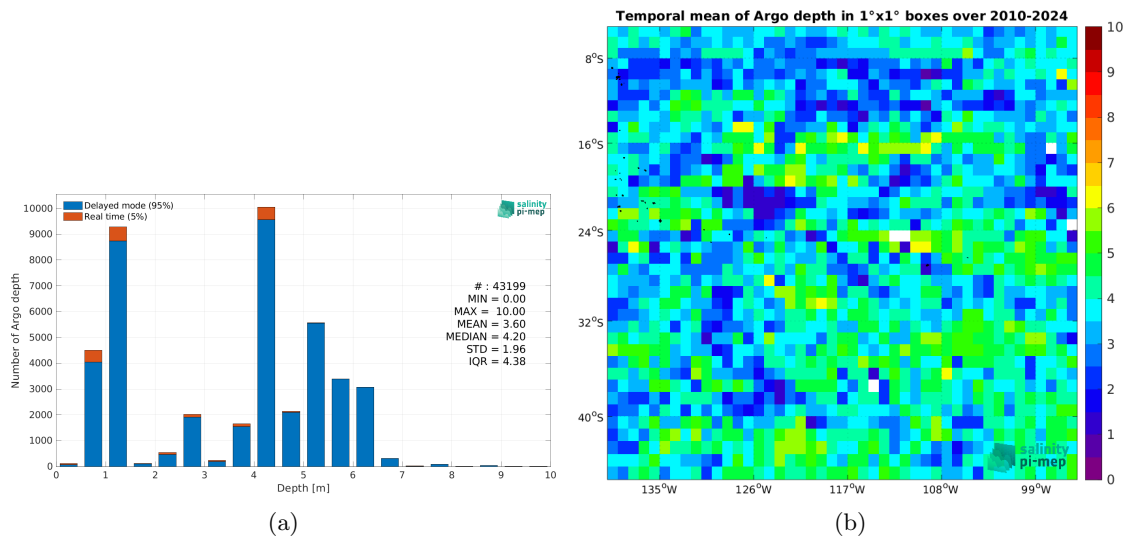 Delayed mode (95%)
Real time (5%)
salinity
pi-mep
10000
9000
8000
7000
6000
5000
4000
3000
2000
1000
0
Number of Argo depth
# : 43199
MIN = 0.00
MAX = 10.00
MEAN = 3.60
MEDIAN = 4.20
STD = 1.96
IQR = 4.38
0 1 2 3 4 5 6 7 8 9 10
Depth [m]
(a)
Temporal mean of Argo depth in 1°x1° boxes over 2010-2024
8°S
16°S
24°S
32°S
40°S
135°W 126°W 117°W 108°W 99°W
salinity
pi-mep
10
9
8
7
6
5
4
3
2
1
0
(b)